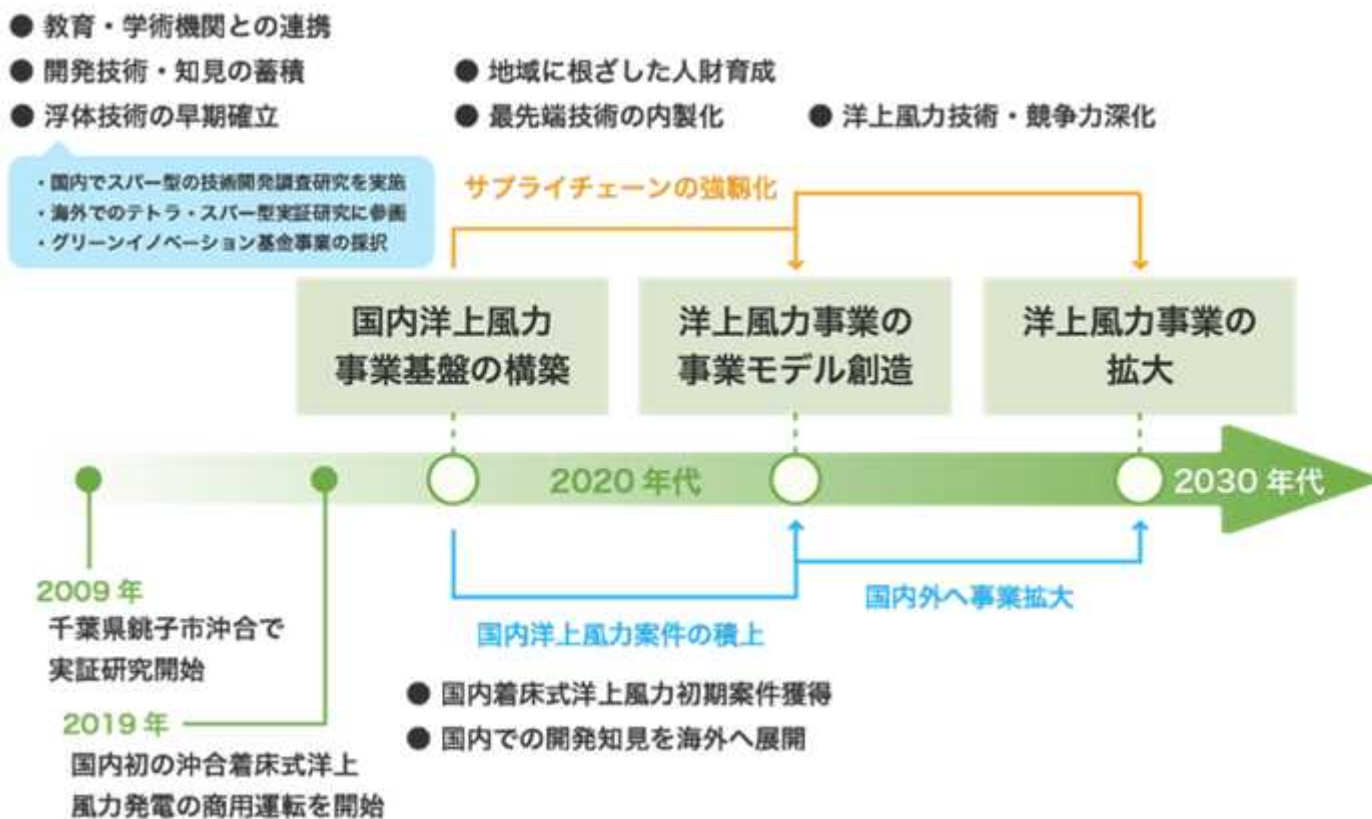 ● 教育・学術機関との連携
● 開発技術・知見の蓄積
● 浮体技術の早期確立
・国内でスパー型の技術開発調査研究を実施
・海外でのテトラ・スパー型実証研究に参画
・グリーンイノベーション基金事業の採択
● 地域に根ざした人財育成
● 最先端技術の内製化
● 洋上風力技術・競争力深化
サプライチェーンの強靱化
国内洋上風力
事業基盤の構築
洋上風力事業の
事業モデル創造
洋上風力事業の
拡大
2020 年代
2030 年代
2009 年
千葉県銚子市沖合で
実証研究開始
2019 年
国内初の沖合着床式洋上
風力発電の商用運転を開始
国内洋上風力案件の積上
国内外へ事業拡大
● 国内着床式洋上風力初期案件獲得
● 国内での開発知見を海外へ展開